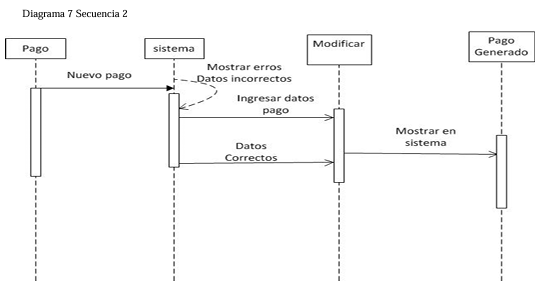 Diagrama 7 Secuencia 2
Pago
sistema
Modificar
Pago
Generado
Nuevo pago
Mostrar erros
Datos incorrectos
Ingresar datos
pago
Datos
Correctos
Mostrar en
sistema